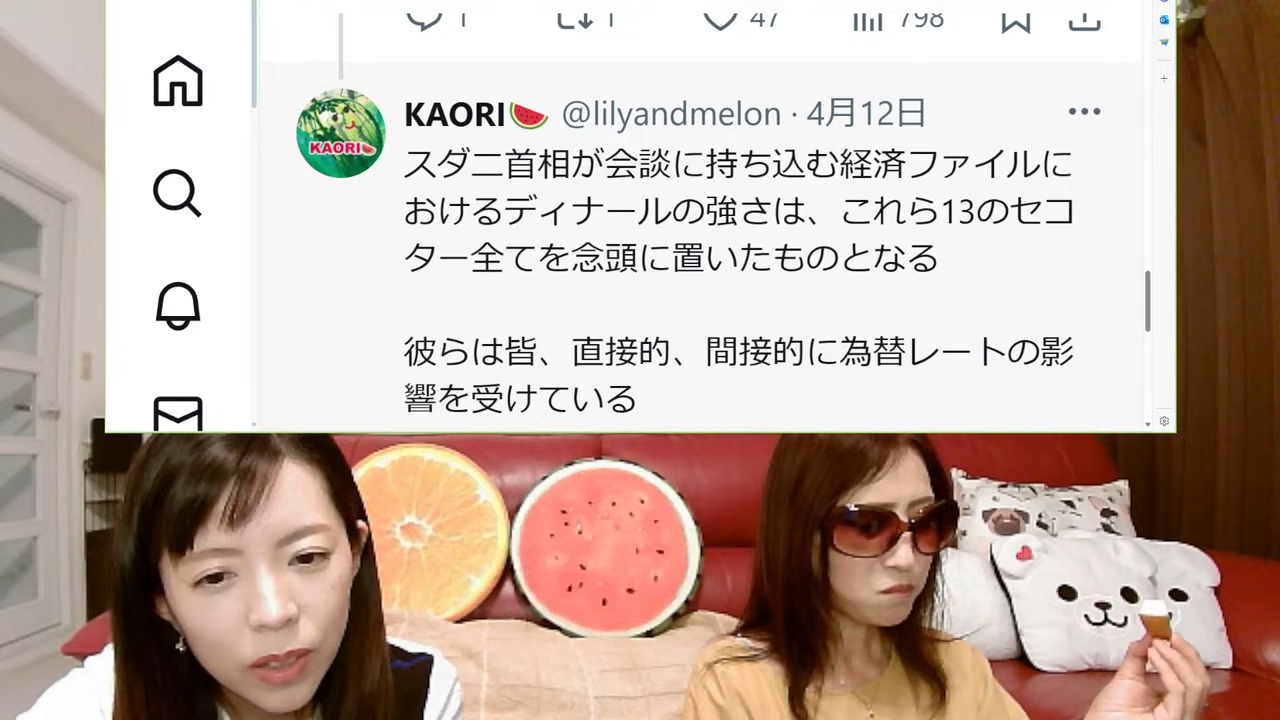 1 1 47 798
KAORI🍉 @lilyandmelon · 4月12日
KAORI
スダニ首相が会談に持ち込む経済ファイルに
おけるディナールの強さは、これら13のセコ
ター全てを念頭に置いたものとなる
彼らは皆、直接的、間接的に為替レートの影
響を受けている